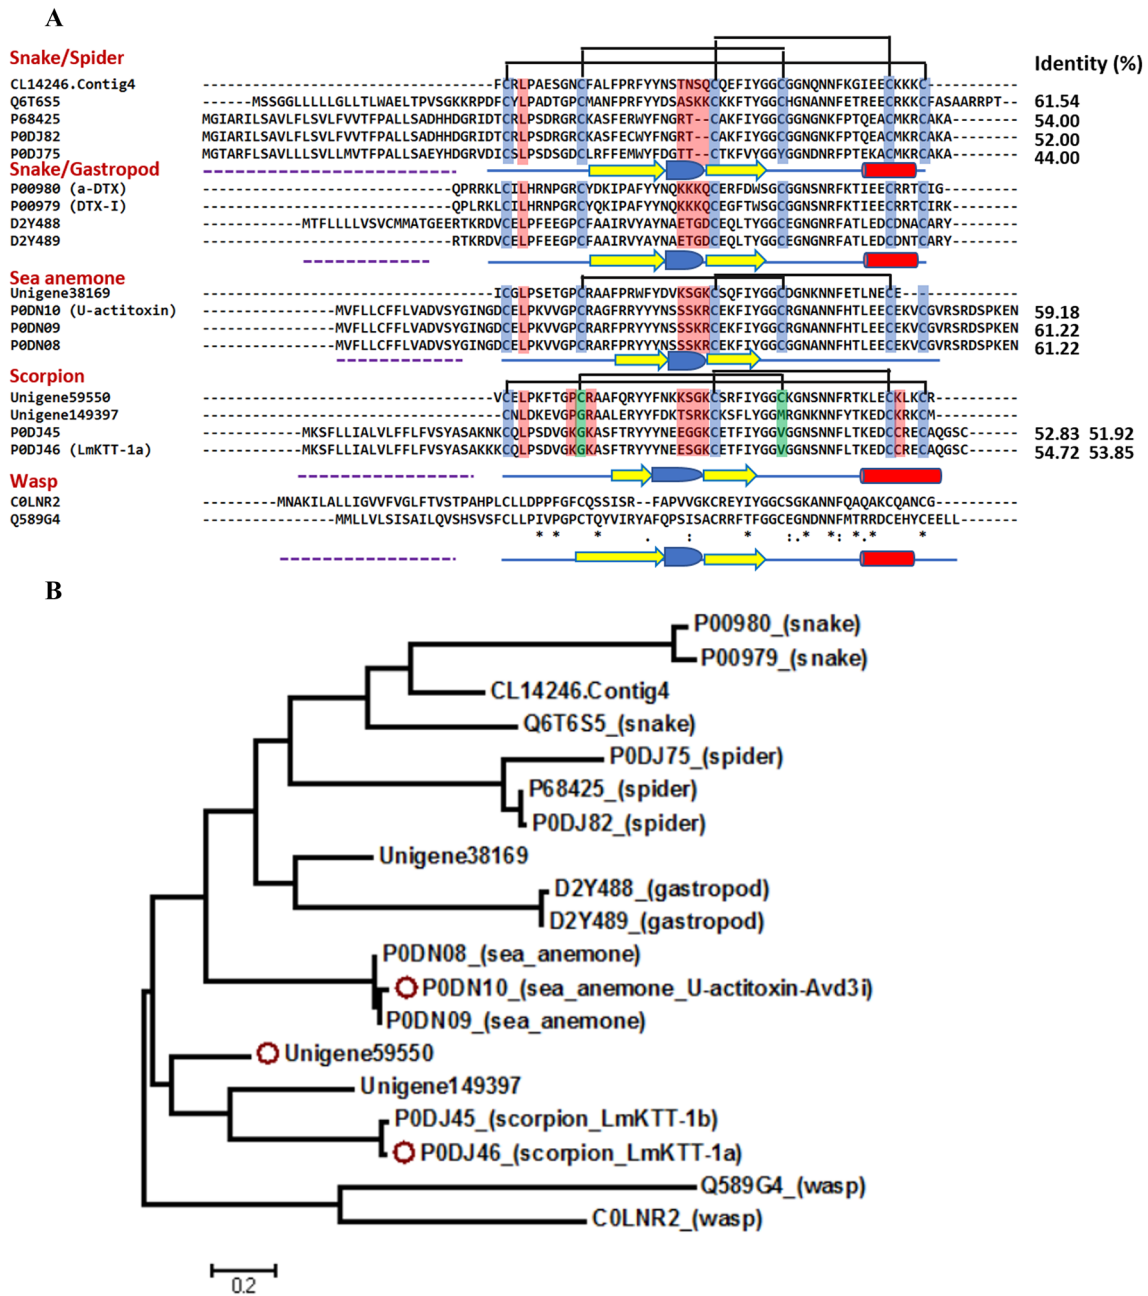 A
Snake/Spider
Identity (%)
CL14246.Contig4 ------------------------------------FCRLPAESGNCFALFPRFYYNSTNSQCQEFIYGGCGGNQNNFKGIEECKKKC-----------
Q6T6S5 ------MSSGGLLLLLGLLTLWAELTPVSGKKRPDFCYLPADTGPCMANFPRFYYDSASKKCKKFTYGGCHGNANNFETREECRKKCFASAARRPT-- 61.54
P68425 MGIARILSAVLFLSVLFVVTFPALLSADHHDGRIDTCRLPSDRGRCKASFERWYFNGRT--CAKFIYGGCGGNGNKFPTQEACMKRCAKA-------- 54.00
P0DJ82 MGIARILSAVLFLSVLFVVTFPALLSADHHDGRIDTCRLPSDRGRCKASFERWYFNGRT--CAKFIYGGCGGNGNKFPTQEACMKRCAKA-------- 52.00
P0DJ75 MGTARFLSAVLLLSVLLMVTFPALLSAEYHDGRVDICSLPSDSGDCLRFFEMWYFDGTT--CTKFVYGGYGGNDNRFPTEKACMKRCAKA-------- 44.00
Snake/Gastropod
P00980 (a-DTX) ------------------------------QPRRKLCILHRNPGRCYDKIPAFYYNQKKKQCERFDWSGCGGNSNRFKTIEECRRTCIG---------
P00979 (DTX-I) ------------------------------QPLRKLCILHRNPGRCYQKIPAFYYNQKKKQCEGFTWSGCGGNSNRFKTIEECRRTCIRK--------
D2Y488 ------------MTFLLLLVSVCMMATGEERTKRDVCELPFEEGPCFAAIRVYAYNAETGDCEQLTYGGCEGNGNRFATLEDCDNACARY--------
D2Y489 ------------------------------RTKRDVCELPFEEGPCFAAIRVYAYNAETGDCEQLTYGGCEGNGNRFATLEDCDNTCARY--------
Sea anemone
Unigene38169 -----------------------------------ICGLPSETGPCRAAFPRWFYDVKSGKCSQFIYGGCDGNKNNFETLNECE--------------
P0DN10 (U-actitoxin) ----------------MVFLLCFFLVADVSYGINGDCELPKVVGPCRARFPRYYYNSSSKRCEKFIYGGCRGNANNFHTLEECEKVCGVRSRDSPKEN 59.18
P0DN09 ----------------MVFLLCFFLVADVSYGINGDCELPKVVGPCRAGFRRYYYNSSSKRCEKFIYGGCRGNANNFHTLEECEKVCGVRSRDSPKEN 61.22
P0DN08 ----------------MVFLLCFFLVADVSYGINGDCELPKVVGPCRARFPRYYYNSSSKRCEKFIYGGCGGNANNFHTLEECEKVCGVRSRDSPKEN 61.22
Scorpion
Unigene59550 -----------------------------------VCELPKFTGPCRAAFQRYYFNKKSGKCSRFIYGGCKGNSNNFRTKLECLKCR-----------
Unigene149397 ------------------------------------CNLDKEVGPGRAALERYYFDKTSRKCKSFLYGGMRGNKNNFYTKEDCKRKCM----------
P0DJ45 ------------MKSFLLIALVLFFLFVSYASAKNKCQLPSDVGKGKASFTRYYYNEEGGKCETFIYGGVGGNSNNFLTKEDCCRECAQGSC------ 52.83 51.92
P0DJ46 (LmKTT-1a) ------------MKSFLLIALVLFFLFVSYASAKKKCQLPSDVGKGKASFTRYYYNEESGKCETFIYGGVGGNSNNFLTKEDCCRECAQGSC------ 54.72 53.85
Wasp
C0LNR2 ---------MNAKILALLIGVVFVGLFTVSTPAHPLCLLDPPFGFCQSSISR--FAPVVGKCREYIYGGCSGKANNFQAQAKCQANCG----------
Q589G4 ----------------MMLLVLSISAILQVSHSVSFCLLPIVPGPCTQYVIRYAFQPSISACRRFTFGGCEGNDNNFMTRRDCEHYCEELL-------
* * * . : * :.* *: *.* *
B
P00980_(snake)
P00979_(snake)
CL14246.Contig4
Q6T6S5_(snake)
P0DJ75_(spider)
P68425_(spider)
P0DJ82_(spider)
Unigene38169
D2Y488_(gastropod)
D2Y489_(gastropod)
P0DN08_(sea_anemone)
P0DN10_(sea_anemone_U-actitoxin-Avd3i)
P0DN09_(sea_anemone)
Unigene59550
Unigene149397
P0DJ45_(scorpion_LmKTT-1b)
P0DJ46_(scorpion_LmKTT-1a)
Q589G4_(wasp)
C0LNR2_(wasp)
0.2